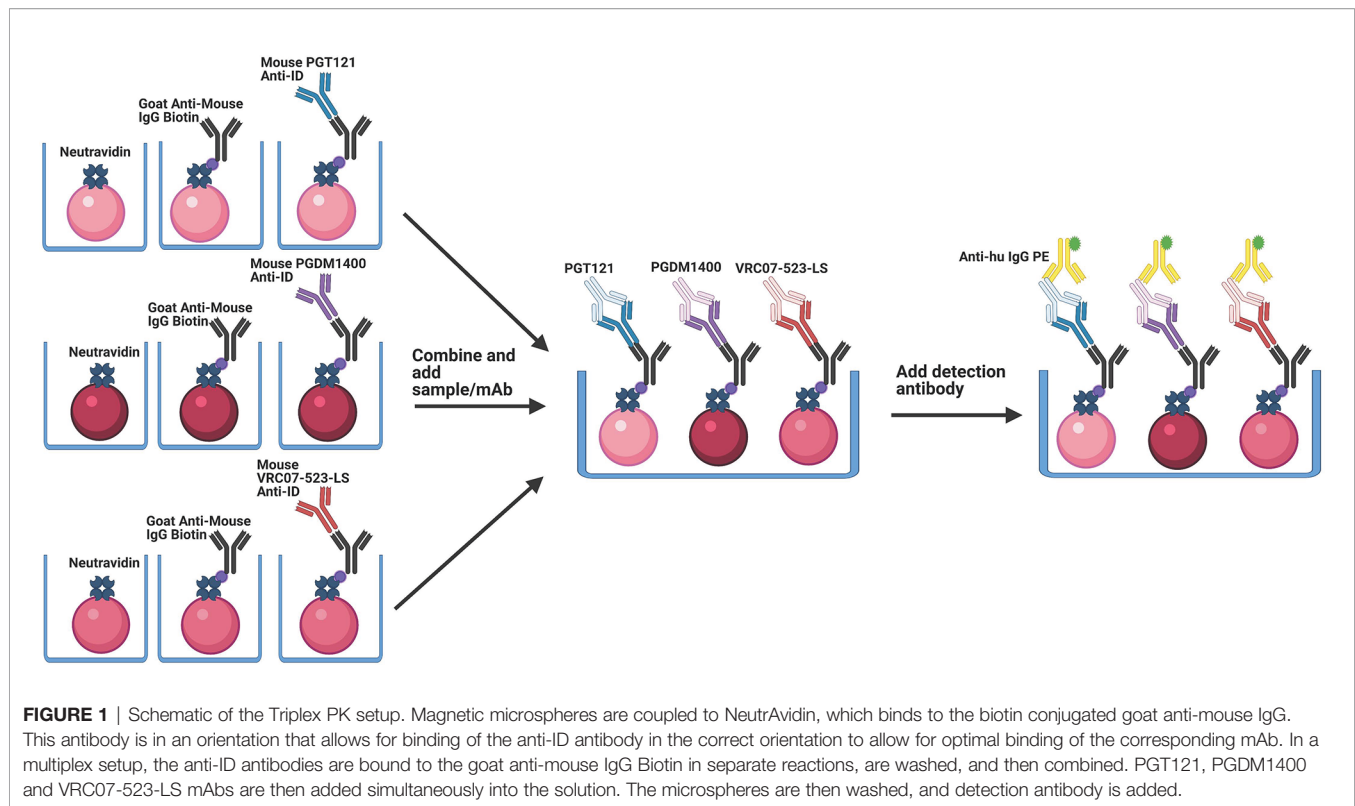 Mouse PGT121
Anti-ID
Goat Anti-Mouse
IgG Biotin
Neutravidin
Mouse PGDM1400
Anti-ID
Goat Anti-Mouse
IgG Biotin
Neutravidin
Mouse
VRC07-523-LS
Anti-ID
Goat Anti-Mouse
IgG Biotin
Neutravidin
Combine and
add
sample/mAb
PGT121
PGDM1400
VRC07-523-LS
Add detection
antibody
Anti-hu IgG PE
FIGURE 1 | Schematic of the Triplex PK setup. Magnetic microspheres are coupled to NeutrAvidin, which binds to the biotin conjugated goat anti-mouse IgG.
This antibody is in an orientation that allows for binding of the anti-ID antibody in the correct orientation to allow for optimal binding of the corresponding mAb. In a
multiplex setup, the anti-ID antibodies are bound to the goat anti-mouse IgG Biotin in separate reactions, are washed, and then combined. PGT121, PGDM1400
and VRC07-523-LS mAbs are then added simultaneously into the solution. The microspheres are then washed, and detection antibody is added.